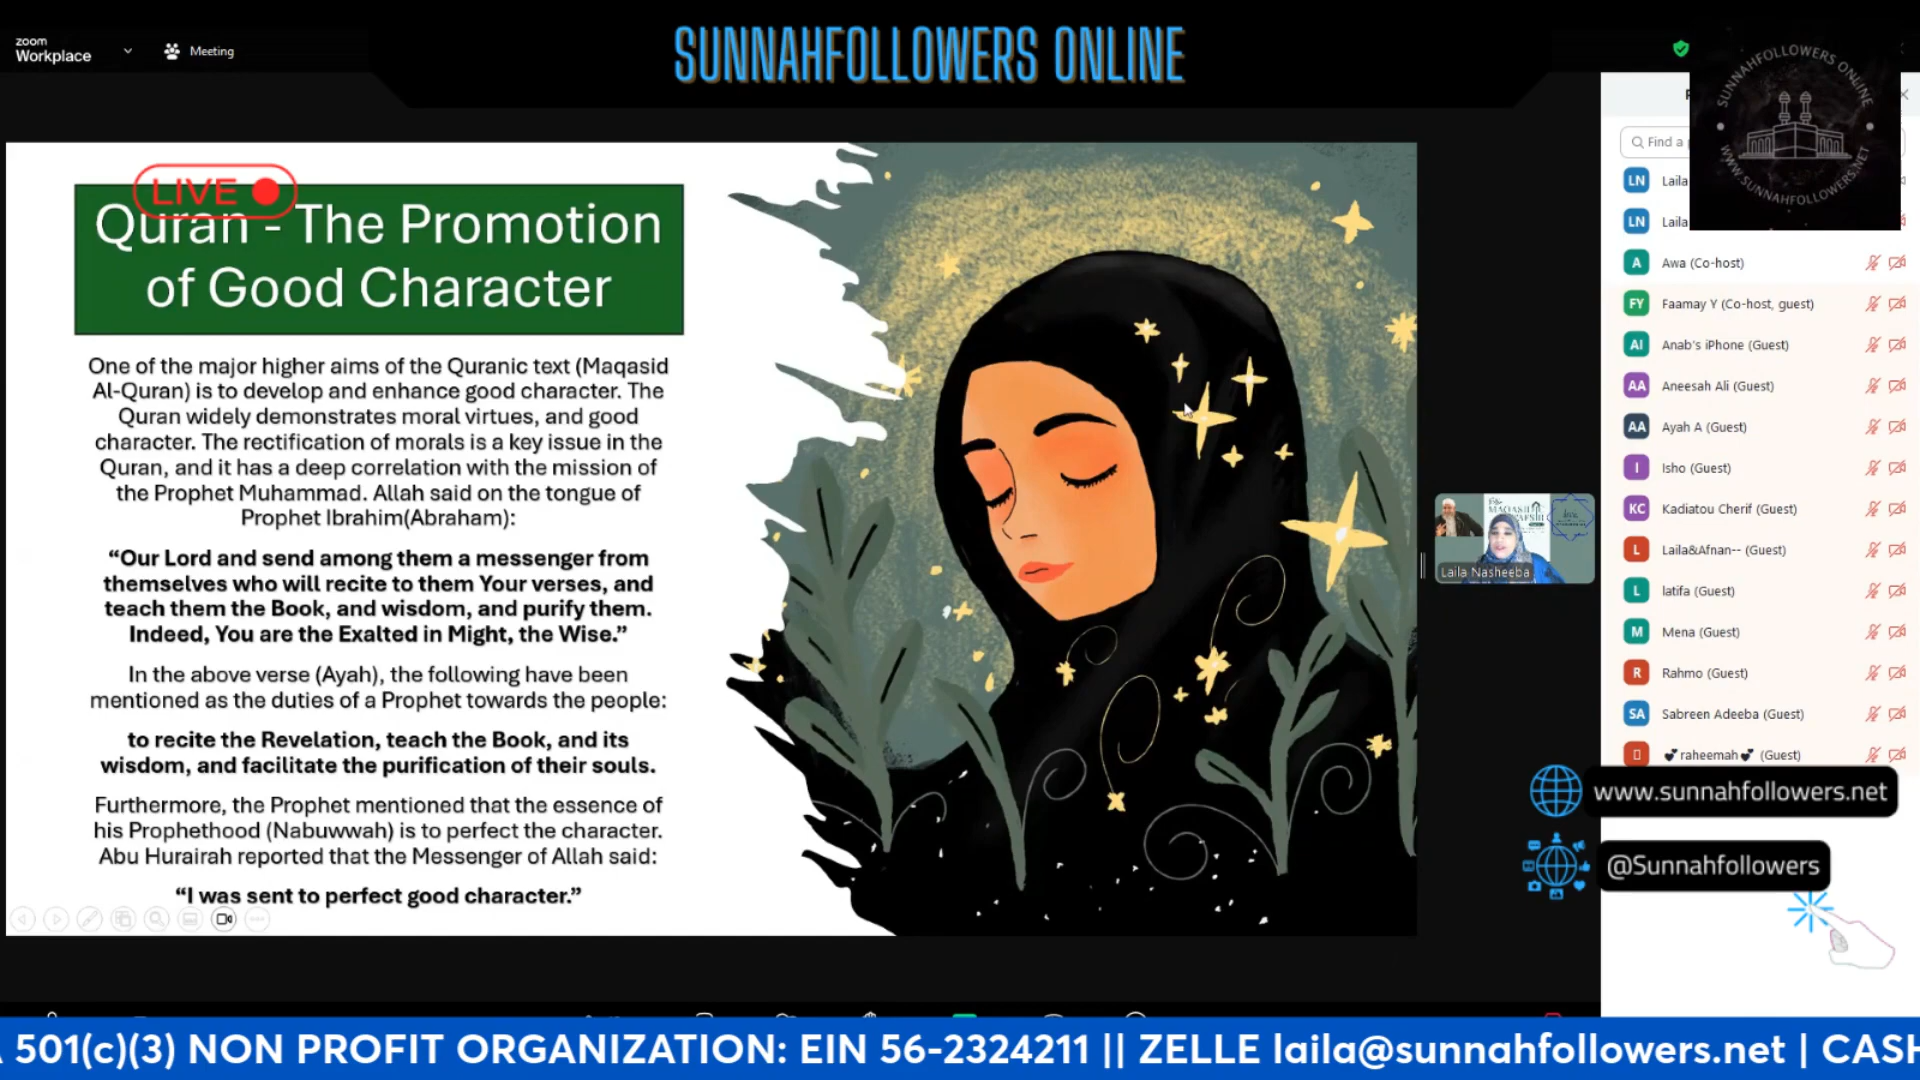 zoom
Workplace
Meeting
SUNNAHFOLLOWERS ONLINE
SUNNAHFOLLOWERS ONLINE
WWW.SUNNAHFOLLOWERS.NET
LIVE
Quran - The Promotion
of Good Character
One of the major higher aims of the Quranic text (Maqasid
Al-Quran) is to develop and enhance good character. The
Quran widely demonstrates moral virtues, and good
character. The rectification of morals is a key issue in the
Quran, and it has a deep correlation with the mission of
the Prophet Muhammad. Allah said on the tongue of
Prophet Ibrahim(Abraham):
“Our Lord and send among them a messenger from
themselves who will recite to them Your verses, and
teach them the Book, and wisdom, and purify them.
Indeed, You are the Exalted in Might, the Wise.”
In the above verse (Ayah), the following have been
mentioned as the duties of a Prophet towards the people:
to recite the Revelation, teach the Book, and its
wisdom, and facilitate the purification of their souls.
Furthermore, the Prophet mentioned that the essence of
his Prophethood (Nabuwwah) is to perfect the character.
Abu Hurairah reported that the Messenger of Allah said:
“I was sent to perfect good character.”
Laila Nasheeba
Find a
LN Laila
LN Laila
A Awa (Co-host)
FY Faamay Y (Co-host, guest)
AI Anab's iPhone (Guest)
AA Aneesah Ali (Guest)
AA Ayah A (Guest)
I Isho (Guest)
KC Kadiatou Cherif (Guest)
L Laila&Afnan-- (Guest)
L latifa (Guest)
M Mena (Guest)
R Rahmo (Guest)
SA Sabreen Adeeba (Guest)
💕raheemah💕 (Guest)
www.sunnahfollowers.net
@Sunnahfollowers
501(c)(3) NON PROFIT ORGANIZATION: EIN 56-2324211 || ZELLE laila@sunnahfollowers.net | CASH